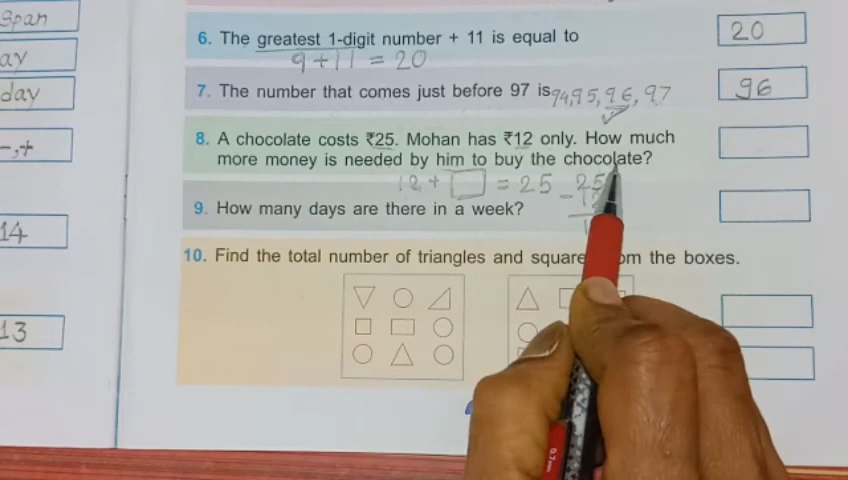 span
ay
day
-,+
14
13
6. The greatest 1-digit number + 11 is equal to
20
9+11 = 20
7. The number that comes just before 97 is
94,95,96,97
96
8. A chocolate costs ₹25. Mohan has ₹12 only. How much
more money is needed by him to buy the chocolate?
12 + = 25
25
9. How many days are there in a week?
10. Find the total number of triangles and square the boxes.
0.7mm